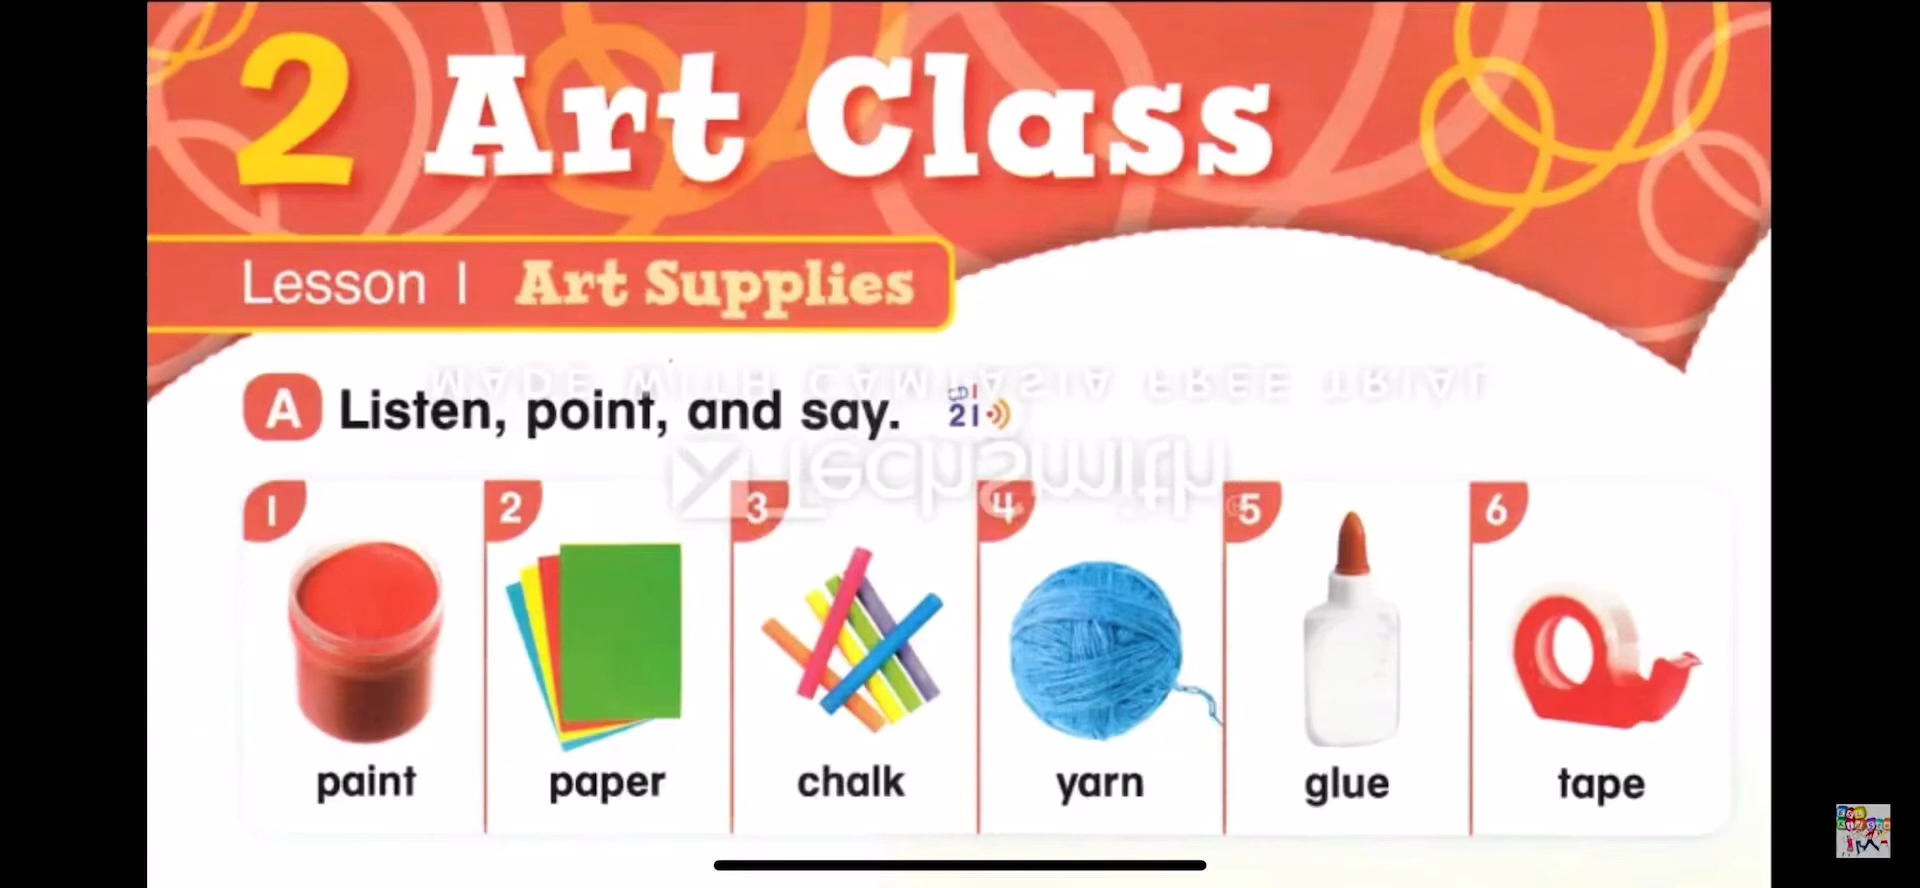 2 Art Class
Lesson 1 Art Supplies
MADE WITH CAMTASIA FREE TRIAL
A Listen, point, and say. CD1 21
TechSmith
1 2 3 4 5 6
paint paper chalk yarn glue tape